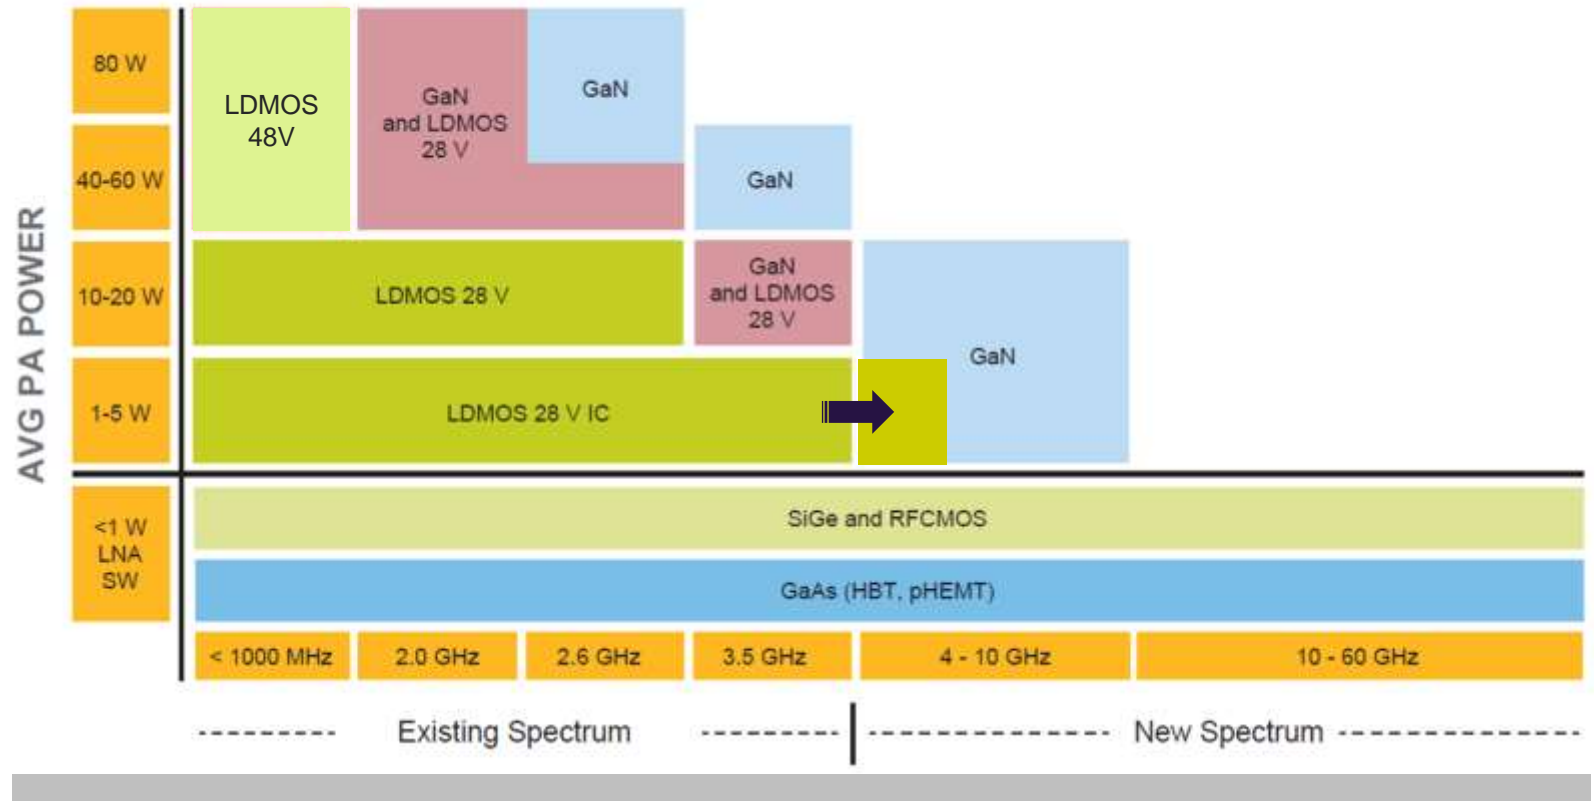 AVG PA POWER
80 W
40-60 W
10-20 W
1-5 W
<1 W
LNA
SW
LDMOS
48V
GaN
and LDMOS
28 V
GaN
GaN
LDMOS 28 V
GaN
and LDMOS
28 V
GaN
LDMOS 28 V IC
SiGe and RFCMOS
GaAs (HBT, pHEMT)
< 1000 MHz
2.0 GHz
2.6 GHz
3.5 GHz
4 - 10 GHz
10 - 60 GHz
Existing Spectrum
New Spectrum